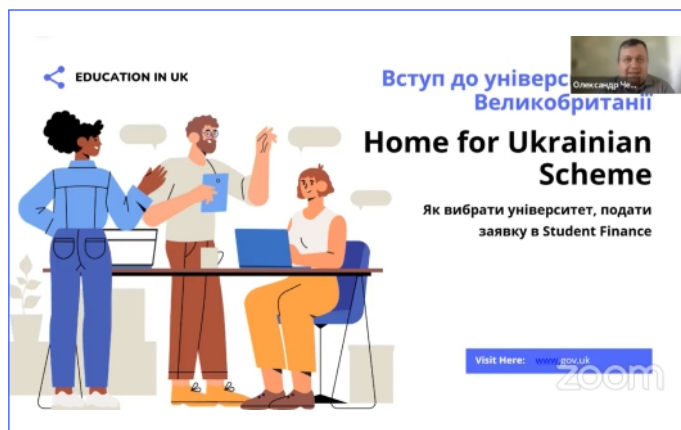 EDUCATION IN UK
Вступ до
Великобританії
Олександр
Home for Ukrainian
Scheme
Як вибрати університет, подати
заявку в Student Finance
Visit Here: www.gov.uk
zoom